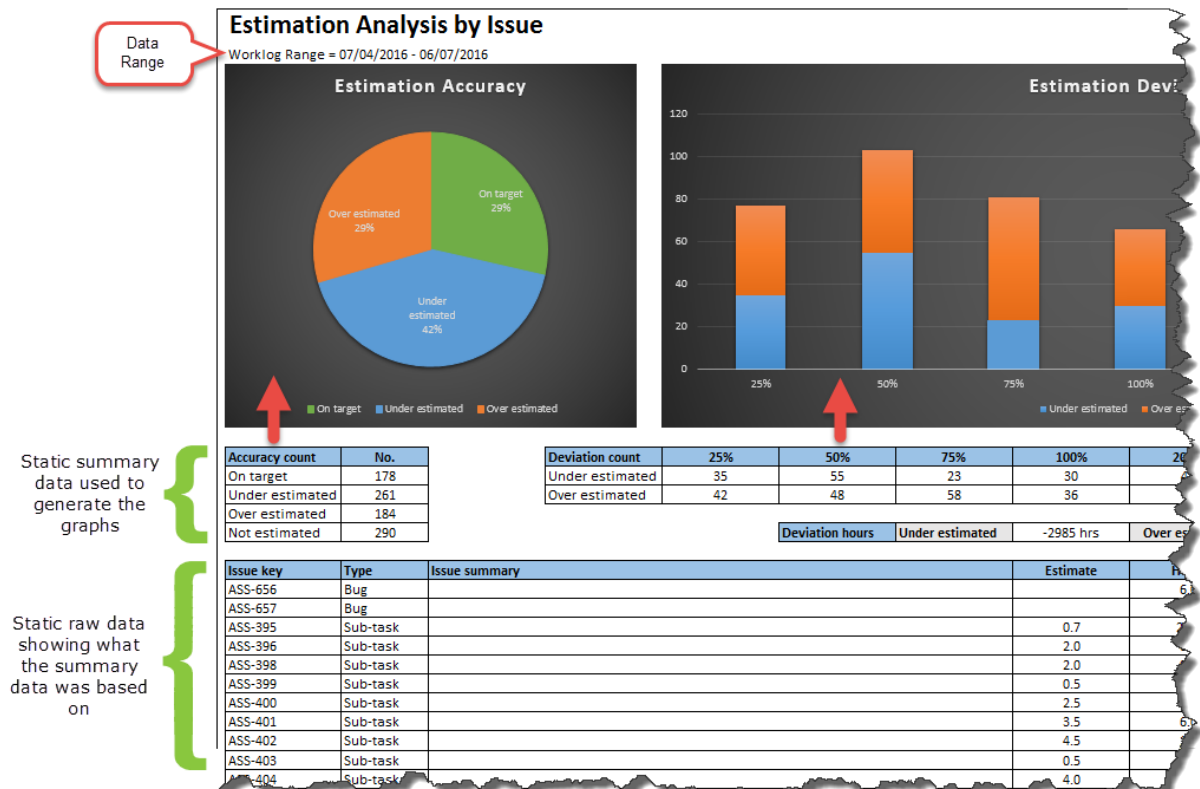 Estimation Analysis by Issue
Data
Range
Worklog Range = 07/04/2016 - 06/07/2016
Estimation Accuracy
On target
29%
Over estimated
29%
Under
estimated
42%
On target Under estimated Over estimated
Estimation
120
100
80
60
40
20
0
25% 50% 75% 100%
Under estimated
Static summary
data used to
generate the
graphs
Accuracy count No.
On target 178
Under estimated 261
Over estimated 184
Not estimated 290
Deviation count 25% 50% 75% 100%
Under estimated 35 55 23 30
Over estimated 42 48 58 36
Deviation hours Under estimated -2985 hrs Over
Static raw data
showing what
the summary
data was based
on
Issue key Type Issue summary Estimate
ASS-656 Bug
ASS-657 Bug
ASS-395 Sub-task 0.7
ASS-396 Sub-task 2.0
ASS-398 Sub-task 2.0
ASS-399 Sub-task 0.5
ASS-400 Sub-task 2.5
ASS-401 Sub-task 3.5
ASS-402 Sub-task 4.5
ASS-403 Sub-task 0.5
ASS-404 Sub-task 4.0